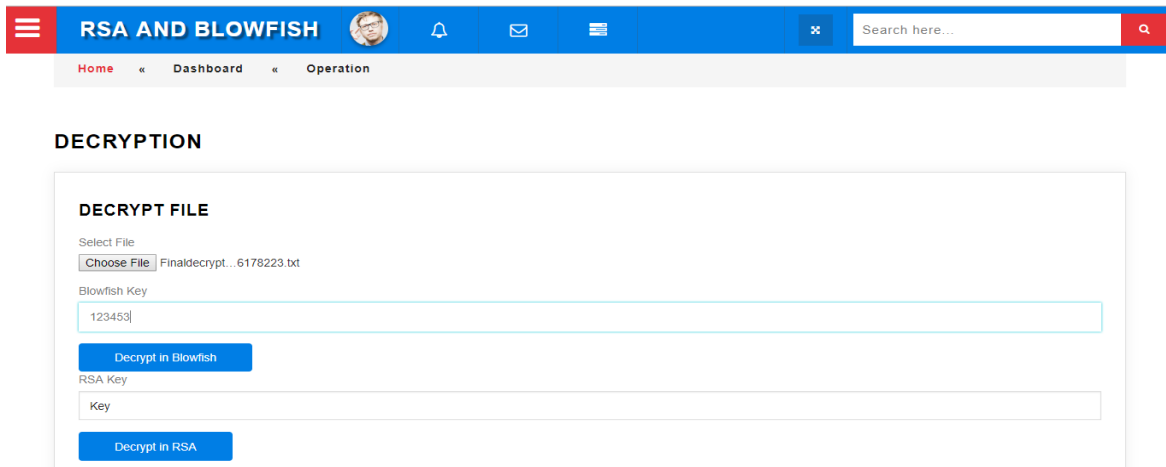 RSA AND BLOWFISH Search here...
Home « Dashboard « Operation
DECRYPTION
DECRYPT FILE
Select File
Choose File Finaldecrypt...6178223.txt
Blowfish Key
123453
Decrypt in Blowfish
RSA Key
Key
Decrypt in RSA